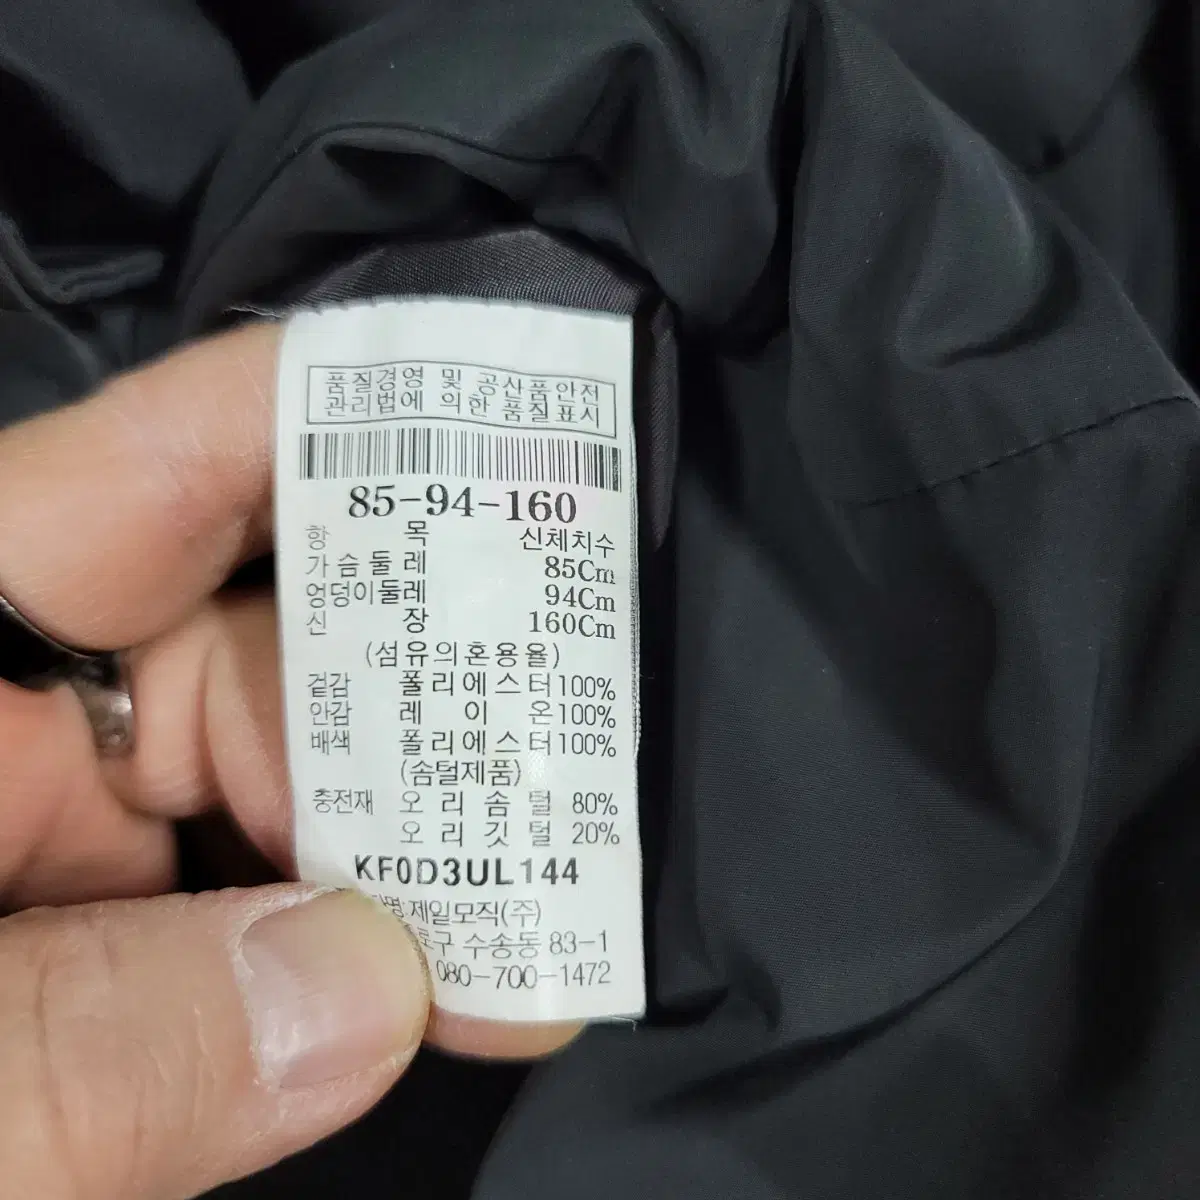 품질경영 및 공산품안전
관리법에 의한 품질표시
85-94-160
항 목 신체치수
가슴둘레 85Cm
엉덩이둘레 94Cm
신 장 160Cm
(섬유의혼용율)
겉감 폴리에스터100%
안감 레 이 온100%
배색 폴리에스터100%
(솜털제품)
충전재 오리솜털 80%
오리깃털 20%
KF0D3UL144
제일모직(주)
수송동 83-1
080-700-1472